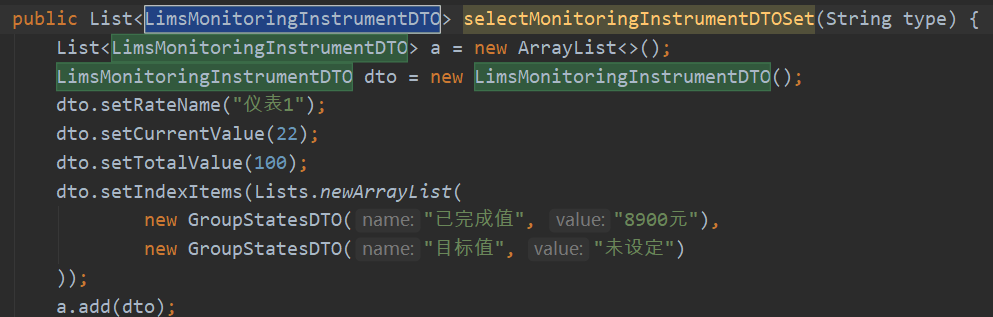 public List<LimsMonitoringInstrumentDTO> selectMonitoringInstrumentDTOSet(String type) {
List<LimsMonitoringInstrumentDTO> a = new ArrayList<>();
LimsMonitoringInstrumentDTO dto = new LimsMonitoringInstrumentDTO();
dto.setRateName("仪表1");
dto.setCurrentValue(22);
dto.setTotalValue(100);
dto.setIndexItems(Lists.newArrayList(
new GroupStatesDTO( name: "已完成值", value: "8900元"),
new GroupStatesDTO( name: "目标值", value: "未设定")
));
a.add(dto);